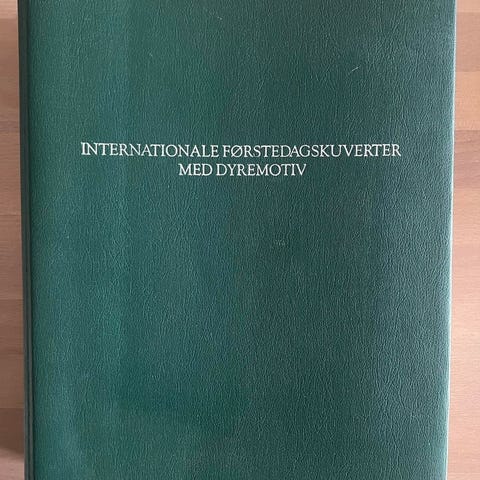 INTERNATIONALE FØRSTEDAGSKUVERTER
MED DYREMOTIV